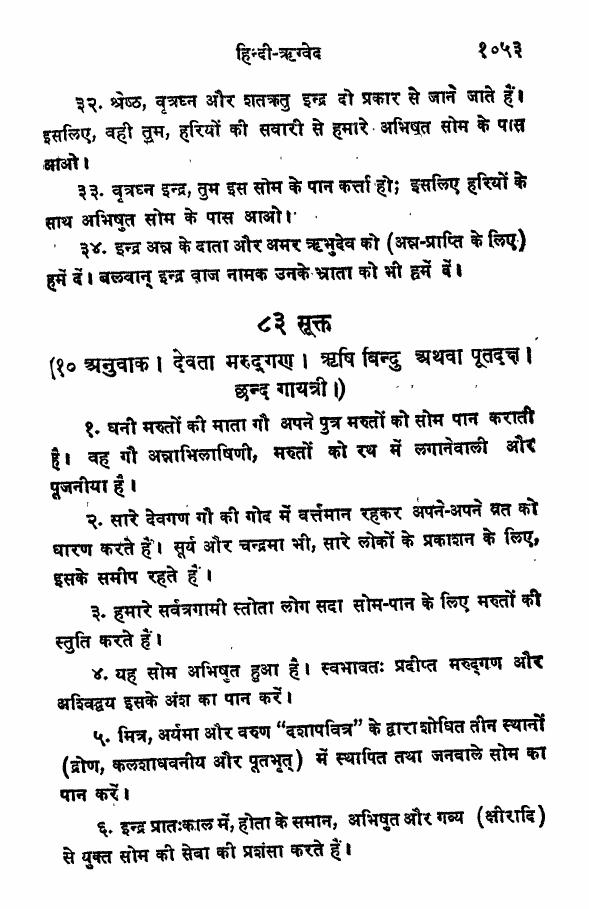 हिन्दी-ऋग्वेद १०५३
३२. श्रेष्ठ, वृत्रघ्न और शतक्रतु इन्द्र दो प्रकार से जाने जाते हैं।
इसलिए, वही तुम, हरियों की सवारी से हमारे अभिषुत सोम के पास
आओ।
३३. वृत्रघ्न इन्द्र, तुम इस सोम के पान कर्त्ता हो; इसलिए हरियों के
साथ अभिषुत सोम के पास आओ।
३४. इन्द्र अन्न के दाता और अमर ऋभुदेव को (अन्न-प्राप्ति के लिए)
हमें दें। बलवान् इन्द्र वाज नामक उनके भ्राता को भी हमें दें।
८३ सूक्त
(१० अनुवाक। देवता मरुद्गण। ऋषि बिन्दु अथवा पूतदक्ष।
छन्द गायत्री।)
१. धनी मरुतों की माता गौ अपने पुत्र मरुतों को सोम पान कराती
है। वह गौ अन्नाभिलाषिणी, मरुतों को रथ में लगानेवाली और
पूजनीया है।
२. सारे देवगण गौ की गोद में वर्त्तमान रहकर अपने-अपने व्रत को
धारण करते हैं। सूर्य और चन्द्रमा भी, सारे लोकों के प्रकाशन के लिए,
इसके समीप रहते हैं।
३. हमारे सर्वत्रगामी स्तोता लोग सदा सोम-पान के लिए मरुतों की
स्तुति करते हैं।
४. यह सोम अभिषुत हुआ है। स्वभावतः प्रदीप्त मरुद्गण और
अश्विद्वय इसके अंश का पान करें।
५. मित्र, अर्यमा और वरुण "दशापवित्र" के द्वारा शोधित तीन स्थानों
(द्रोण, कलशाधवनीय और पूतभृत्) में स्थापित तथा जनवाले सोम का
पान करें।
६. इन्द्र प्रातःकाल में, होता के समान, अभिषुत और गव्य (क्षीरादि)
से युक्त सोम की सेवा की प्रशंसा करते हैं।